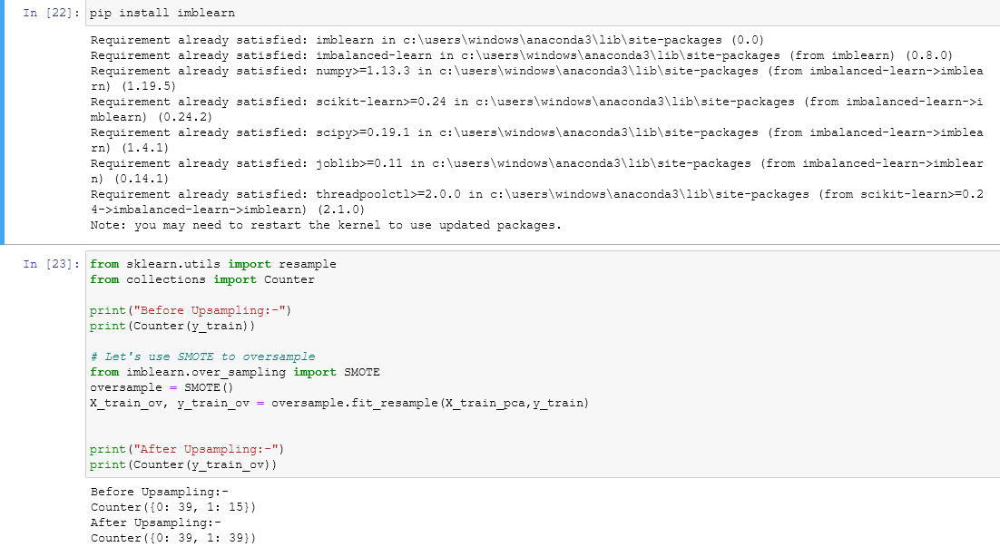 In [22]: pip install imblearn
Requirement already satisfied: imblearn in c:\users\windows\anaconda3\lib\site-packages (0.0)
Requirement already satisfied: imbalanced-learn in c:\users\windows\anaconda3\lib\site-packages (from imblearn) (0.8.0)
Requirement already satisfied: numpy>=1.13.3 in c:\users\windows\anaconda3\lib\site-packages (from imbalanced-learn->imblea
rn) (1.19.5)
Requirement already satisfied: scikit-learn>=0.24 in c:\users\windows\anaconda3\lib\site-packages (from imbalanced-learn->i
mblearn) (0.24.2)
Requirement already satisfied: scipy>=0.19.1 in c:\users\windows\anaconda3\lib\site-packages (from imbalanced-learn->imblea
rn) (1.4.1)
Requirement already satisfied: joblib>=0.11 in c:\users\windows\anaconda3\lib\site-packages (from imbalanced-learn->imblear
n) (0.14.1)
Requirement already satisfied: threadpoolctl>=2.0.0 in c:\users\windows\anaconda3\lib\site-packages (from scikit-learn>=0.2
4->imbalanced-learn->imblearn) (2.1.0)
Note: you may need to restart the kernel to use updated packages.
In [23]: from sklearn.utils import resample
from collections import Counter
print("Before Upsampling:-")
print(Counter(y_train))
# Let's use SMOTE to oversample
from imblearn.over_sampling import SMOTE
oversample = SMOTE()
X_train_ov, y_train_ov = oversample.fit_resample(X_train_pca,y_train)
print("After Upsampling:-")
print(Counter(y_train_ov))
Before Upsampling:-
Counter({0: 39, 1: 15})
After Upsampling:-
Counter({0: 39, 1: 39})